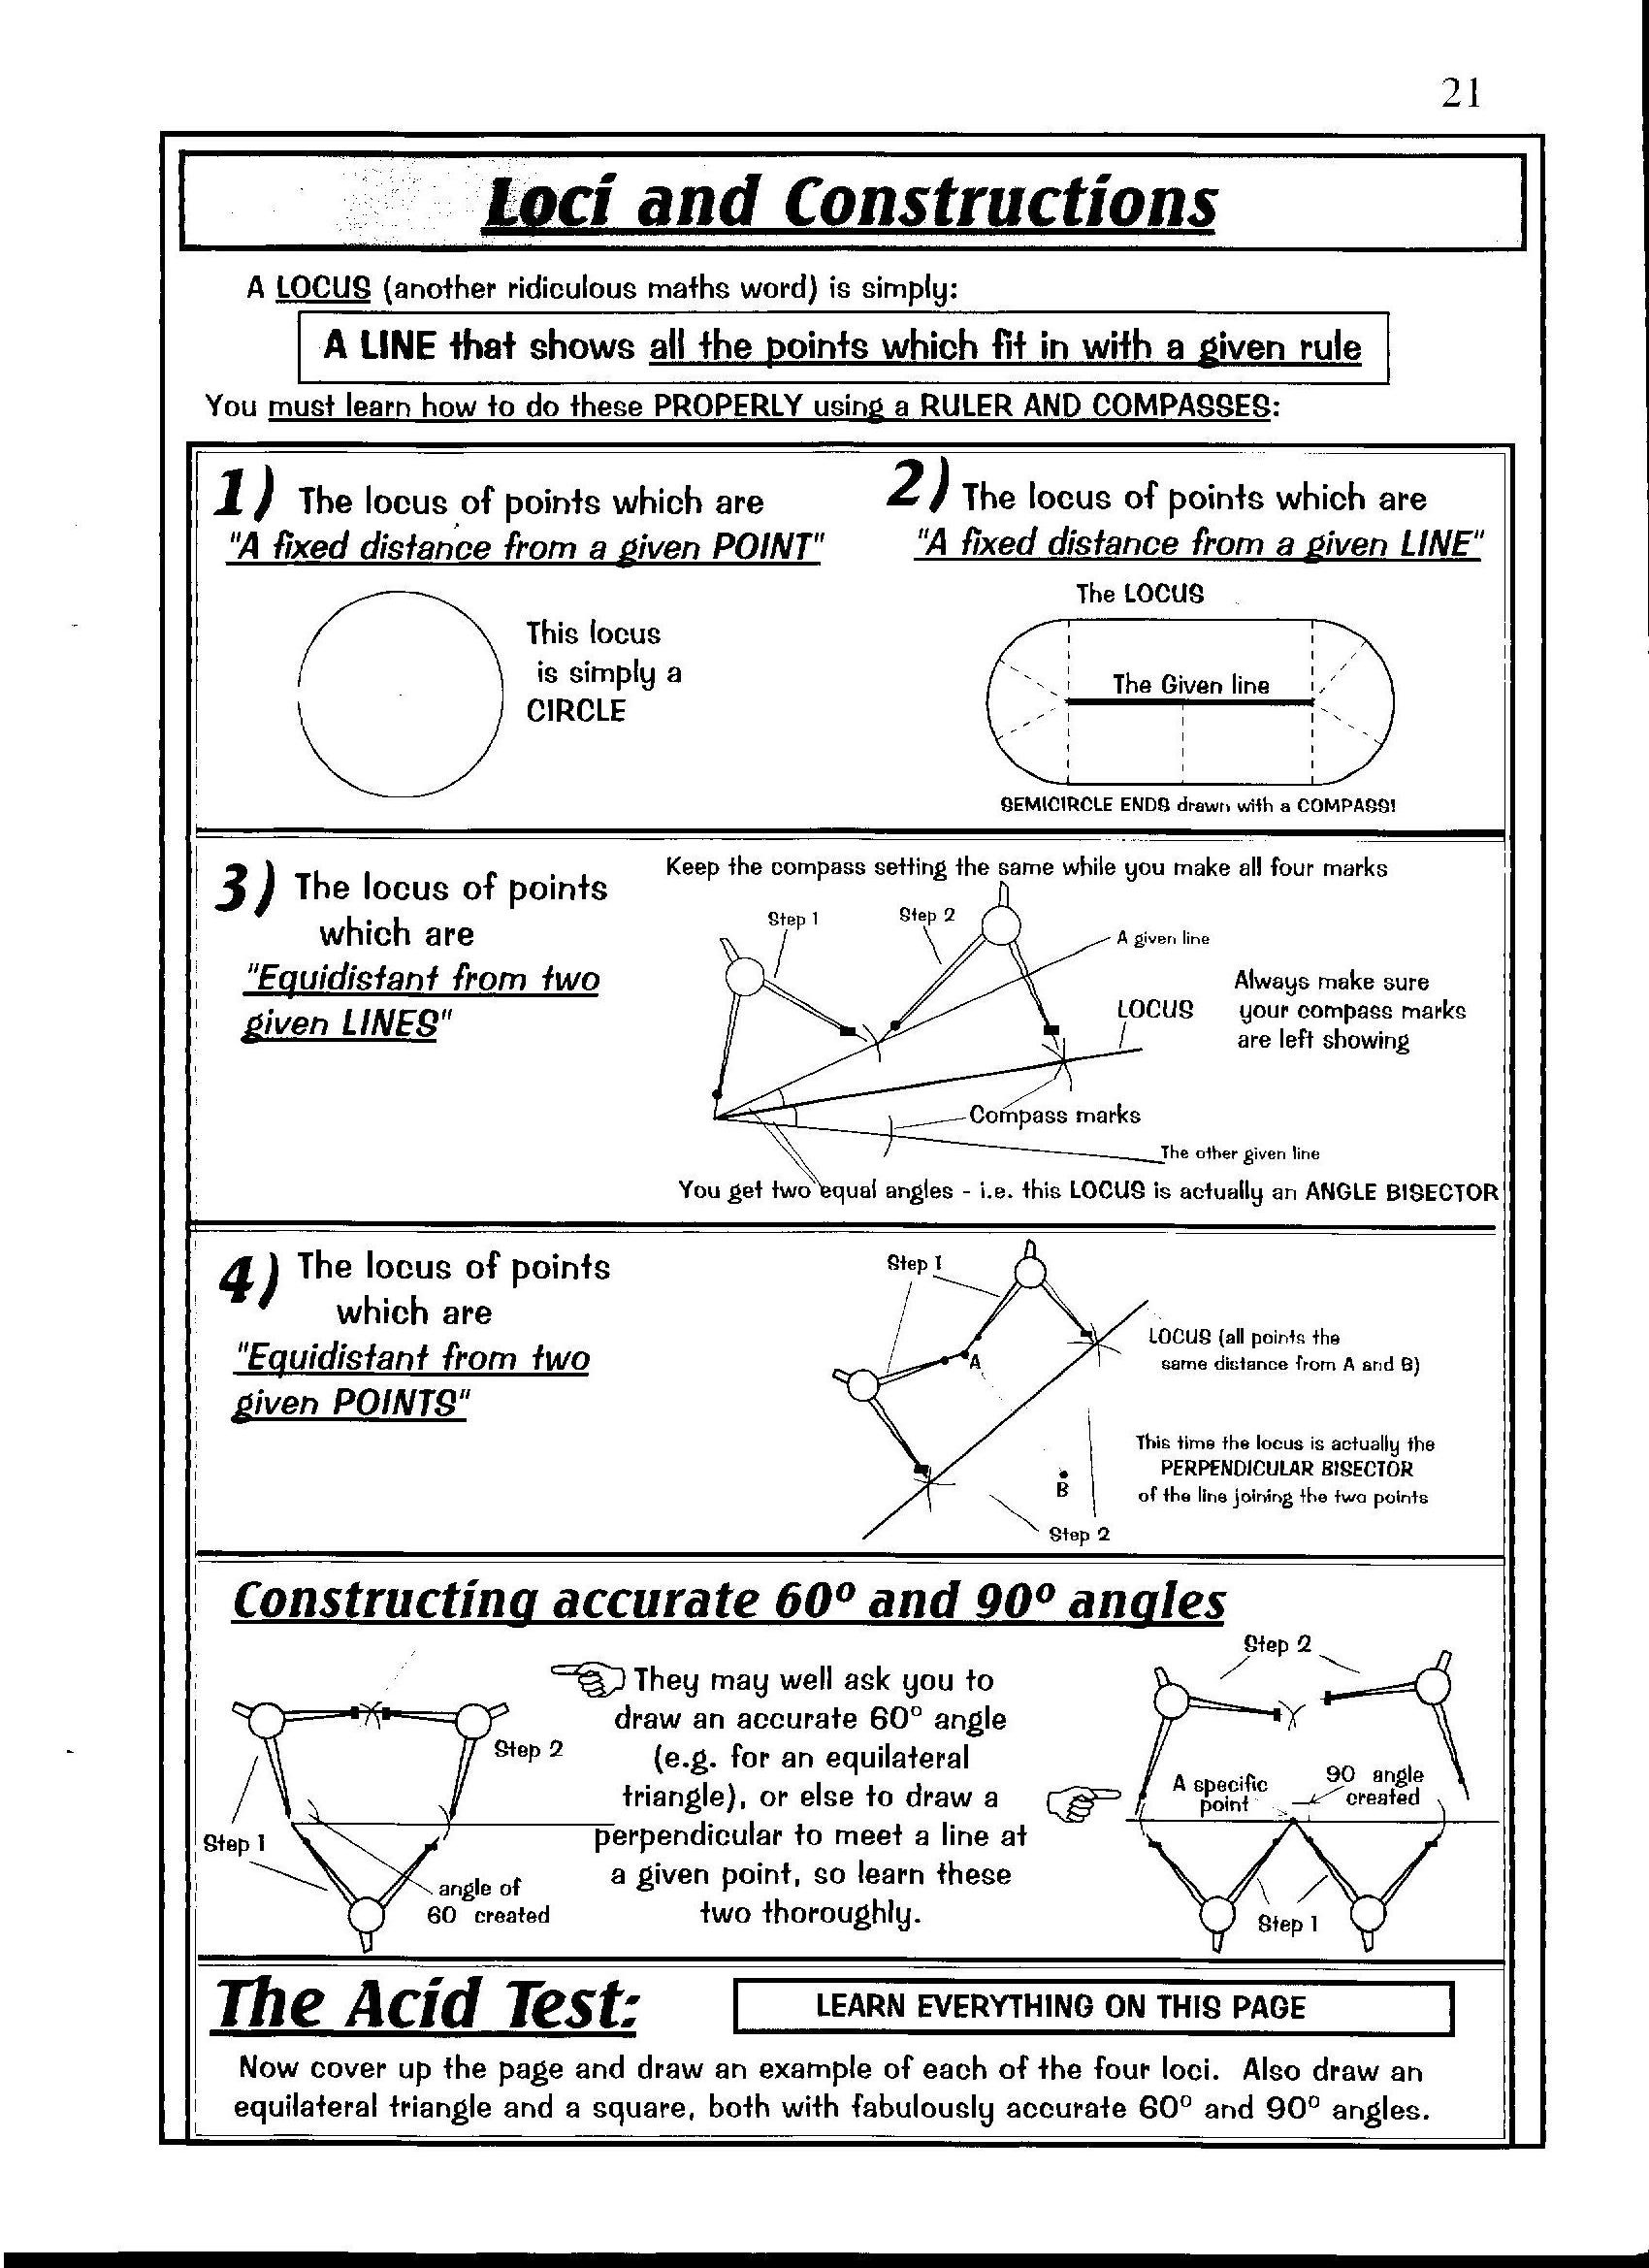 21
Loci and Constructions
A LOCUS (another ridiculous maths word) is simply:
A LINE that shows all the points which fit in with a given rule
You must learn how to do these PROPERLY using a RULER AND COMPASSES:
1) The locus of points which are
"A fixed distance from a given POINT"
This locus
is simply a
CIRCLE
2) The locus of points which are
"A fixed distance from a given LINE"
The LOCUS
The Given line
SEMICIRCLE ENDS drawn with a COMPASS!
3) The locus of points
which are
"Equidistant from two
given LINES"
Keep the compass setting the same while you make all four marks
Step 1
Step 2
A given line
LOCUS
Always make sure
your compass marks
are left showing
Compass marks
The other given line
You get two equal angles - i.e. this LOCUS is actually an ANGLE BISECTOR
4) The locus of points
which are
"Equidistant from two
given POINTS"
Step 1
A
LOCUS (all points the
same distance from A and B)
This time the locus is actually the
PERPENDICULAR BISECTOR
of the line joining the two points
B
Step 2
Constructing accurate 60º and 90º angles
Step 2
Step 1
angle of
60 created
They may well ask you to
draw an accurate 60º angle
(e.g. for an equilateral
triangle), or else to draw a
perpendicular to meet a line at
a given point, so learn these
two thoroughly.
Step 2
A specific
point
90 angle
created
Step 1
The Acid Test:
LEARN EVERYTHING ON THIS PAGE
Now cover up the page and draw an example of each of the four loci. Also draw an
equilateral triangle and a square, both with fabulously accurate 60º and 90º angles.